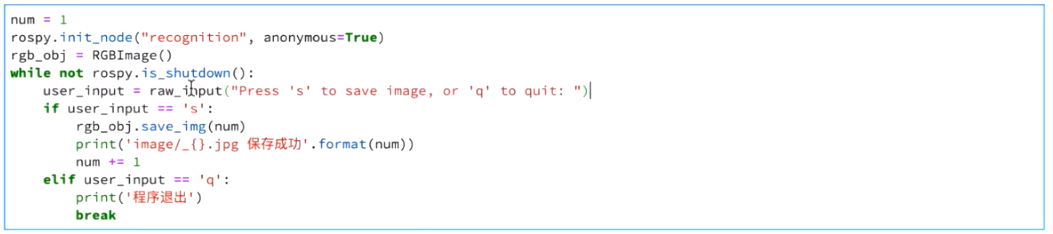 num = 1
rospy.init_node("recognition", anonymous=True)
rgb_obj = RGBImage()
while not rospy.is_shutdown():
    user_input = raw_input("Press 's' to save image, or 'q' to quit: ")
    if user_input == 's':
        rgb_obj.save_img(num)
        print('image/_{}.jpg 保存成功'.format(num))
        num += 1
    elif user_input == 'q':
        print('程序退出')
        break